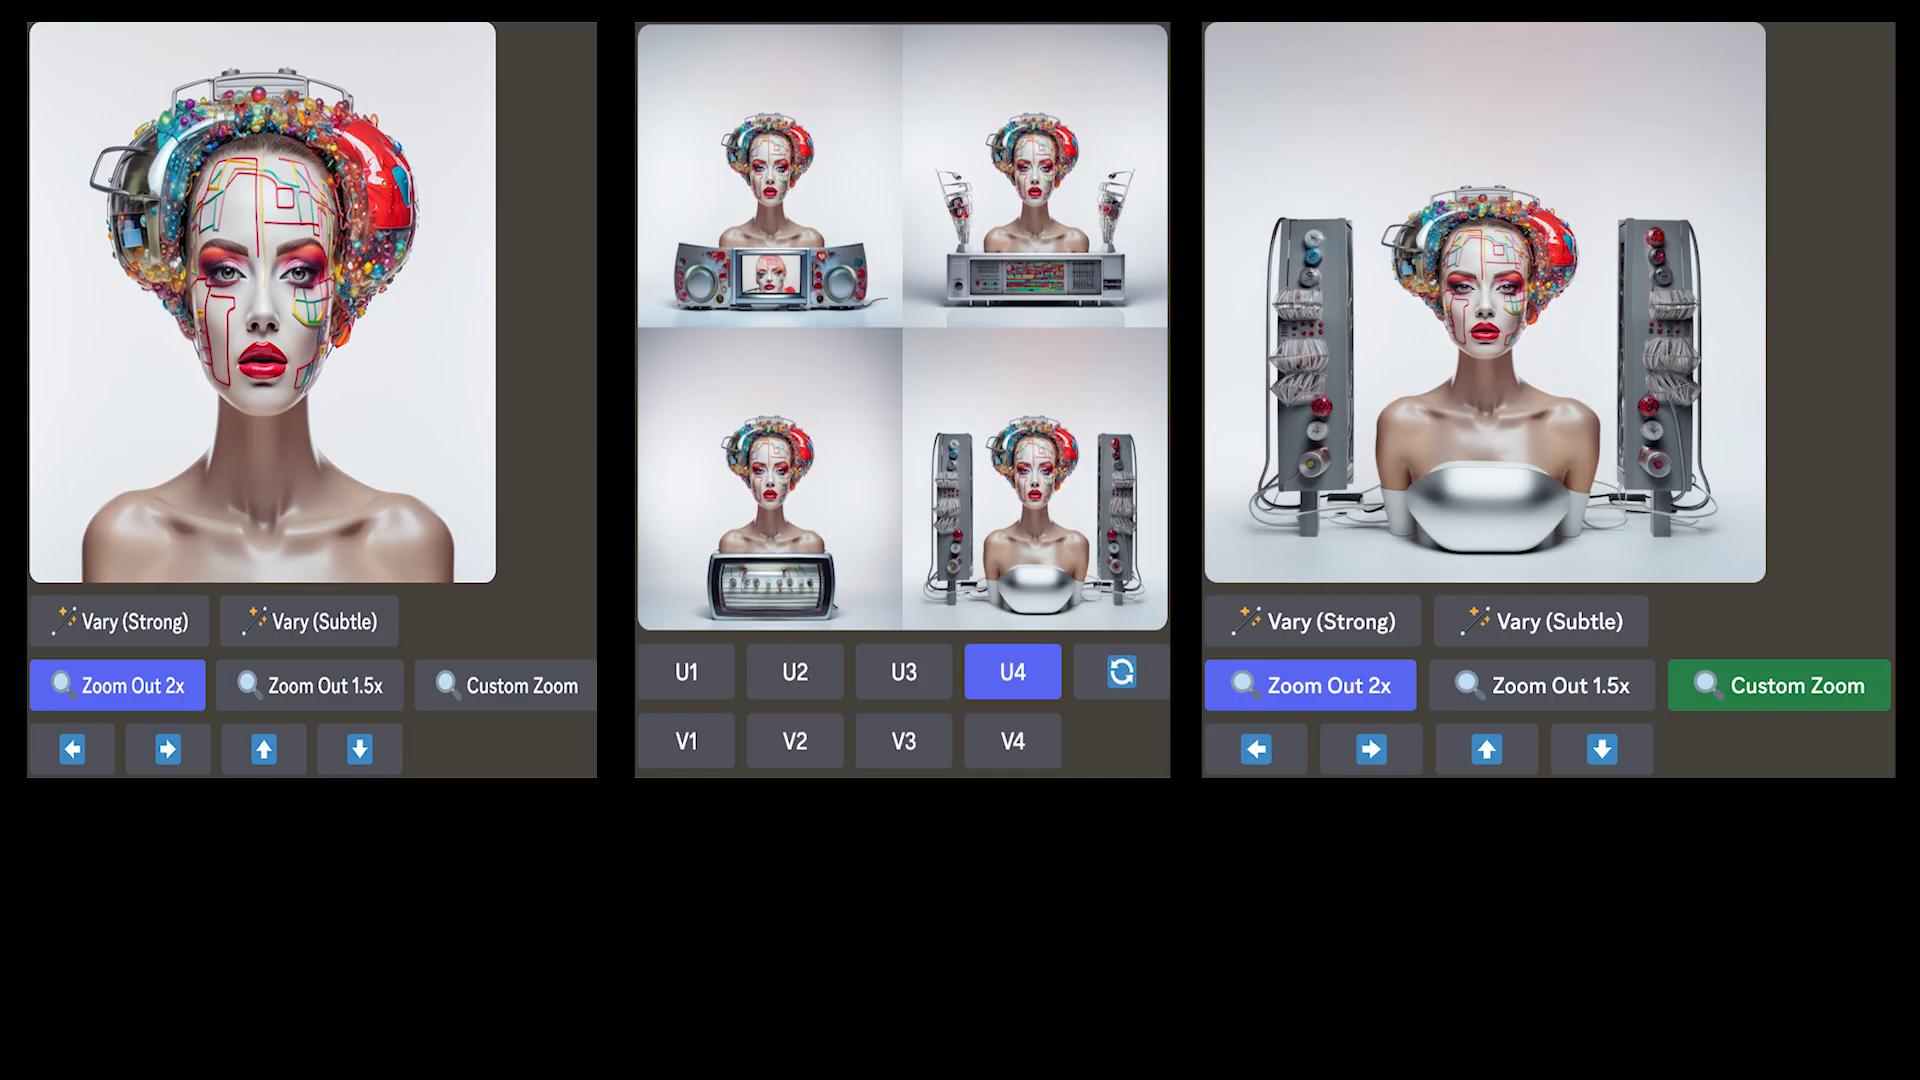 Vary (Strong)
Vary (Subtle)
Zoom Out 2x
Zoom Out 1.5x
Custom Zoom
U1
U2
U3
U4
V1
V2
V3
V4
Vary (Strong)
Vary (Subtle)
Zoom Out 2x
Zoom Out 1.5x
Custom Zoom